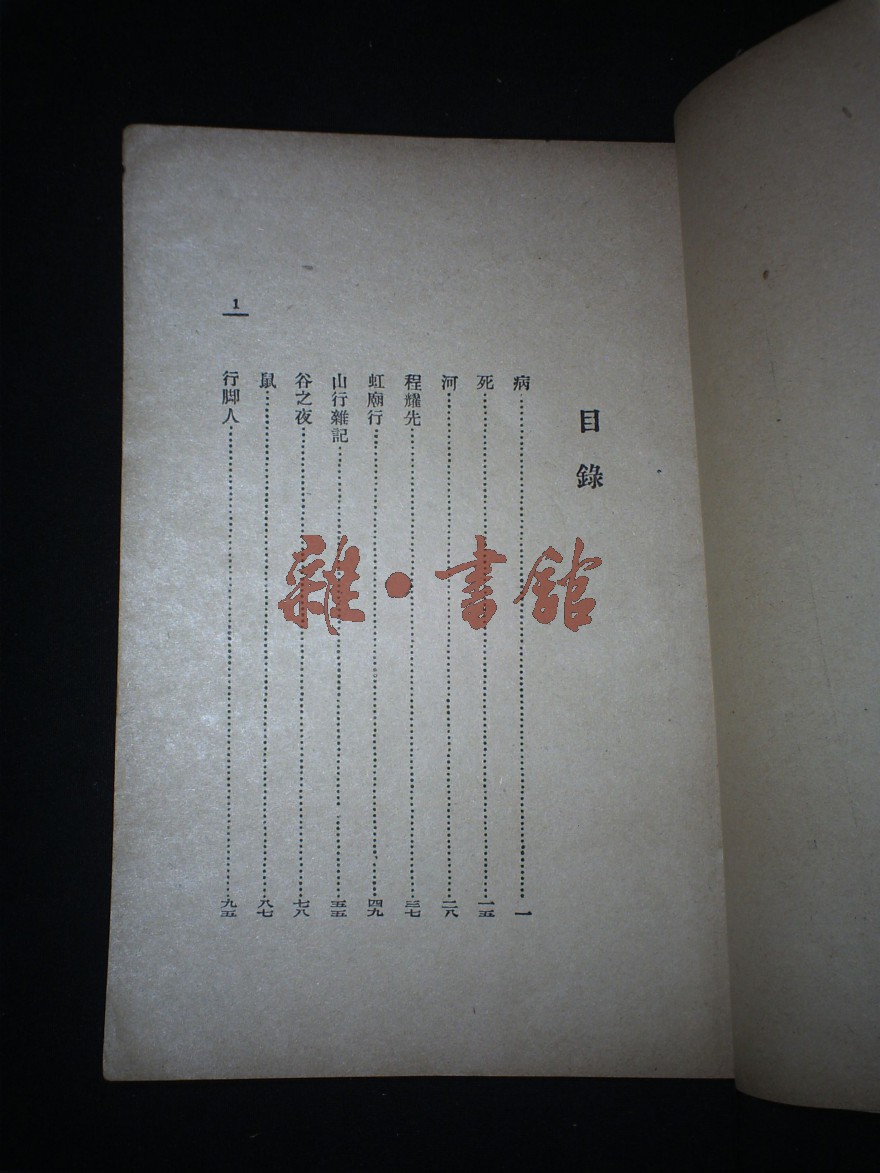 目錄
病⋯⋯一
死⋯⋯一五
河⋯⋯二八
程耀先⋯⋯三七
虹廟行⋯⋯四九
山行雜記⋯⋯五五
谷之夜⋯⋯七八
鼠⋯⋯八七
行脚人⋯⋯九五
1
雜•書館